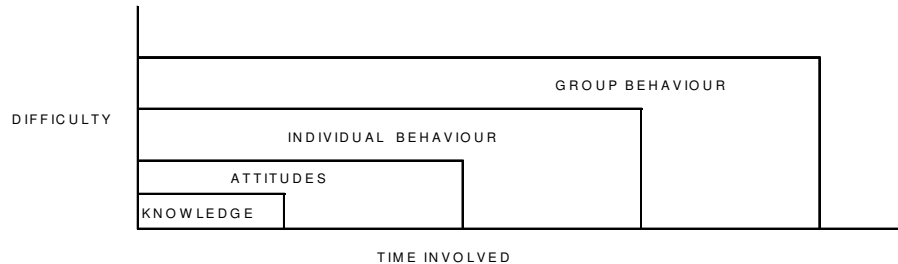 GROUP BEHAVIOUR
DIFFICULTY
INDIVIDUAL BEHAVIOUR
ATTITUDES
KNOWLEDGE
TIME INVOLVED